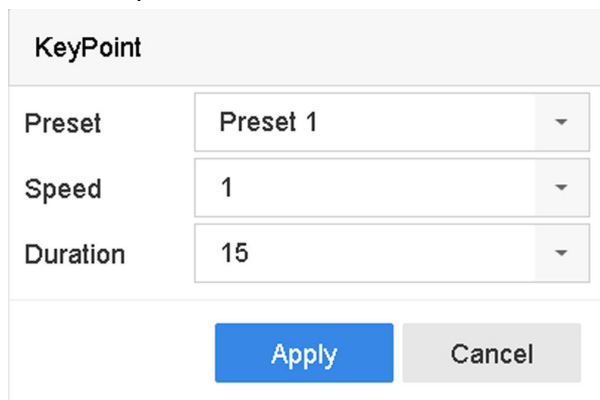 KeyPoint
Preset Preset 1
Speed 1
Duration 15
Apply Cancel